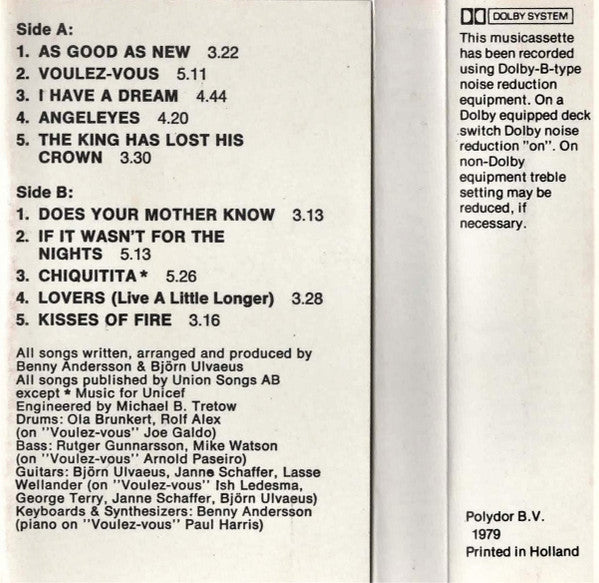 Side A:
1. AS GOOD AS NEW 3.22
2. VOULEZ-VOUS 5.11
3. I HAVE A DREAM 4.44
4. ANGELEYES 4.20
5. THE KING HAS LOST HIS
CROWN 3.30
Side B:
1. DOES YOUR MOTHER KNOW 3.13
2. IF IT WASN'T FOR THE
NIGHTS 5.13
3. CHIQUITITA* 5.26
4. LOVERS (Live A Little Longer) 3.28
5. KISSES OF FIRE 3.16
All songs written, arranged and produced by
Benny Andersson & Björn Ulvaeus
All songs published by Union Songs AB
except * Music for Unicef
Engineered by Michael B. Tretow
Drums: Ola Brunkert, Rolf Alex
(on "Voulez-vous" Joe Galdo)
Bass: Rutger Gunnarsson, Mike Watson
(on "Voulez-vous" Arnold Paseiro)
Guitars: Björn Ulvaeus, Janne Schaffer, Lasse
Wellander (on "Voulez-vous" Ish Ledesma,
George Terry, Janne Schaffer, Björn Ulvaeus)
Keyboards & Synthesizers: Benny Andersson
(piano on "Voulez-vous" Paul Harris)
DOLBY SYSTEM
This musicassette
has been recorded
using Dolby-B-type
noise reduction
equipment. On a
Dolby equipped deck
switch Dolby noise
reduction "on". On
non-Dolby
equipment treble
setting may be
reduced, if
necessary.
Polydor B.V.
1979
Printed in Holland